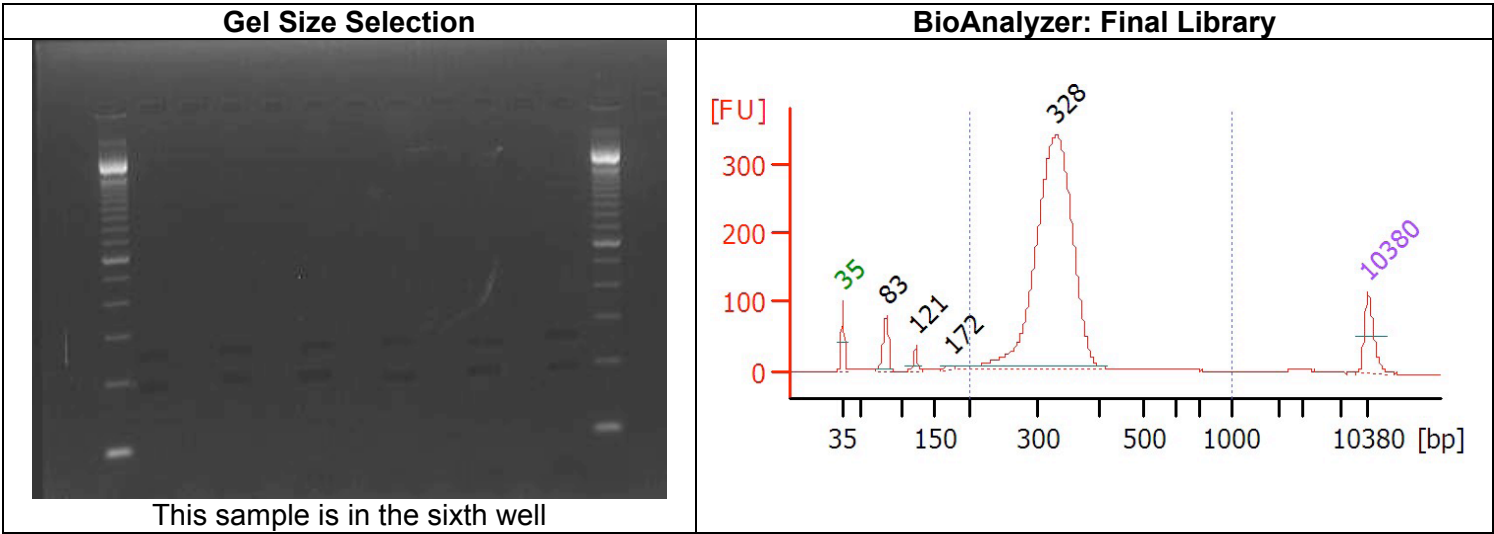 Gel Size Selection
BioAnalyzer: Final Library
This sample is in the sixth well
[FU]
300
200
100
0
35
83
121
172
328
10380
35 150 300 500 1000 10380 [bp]